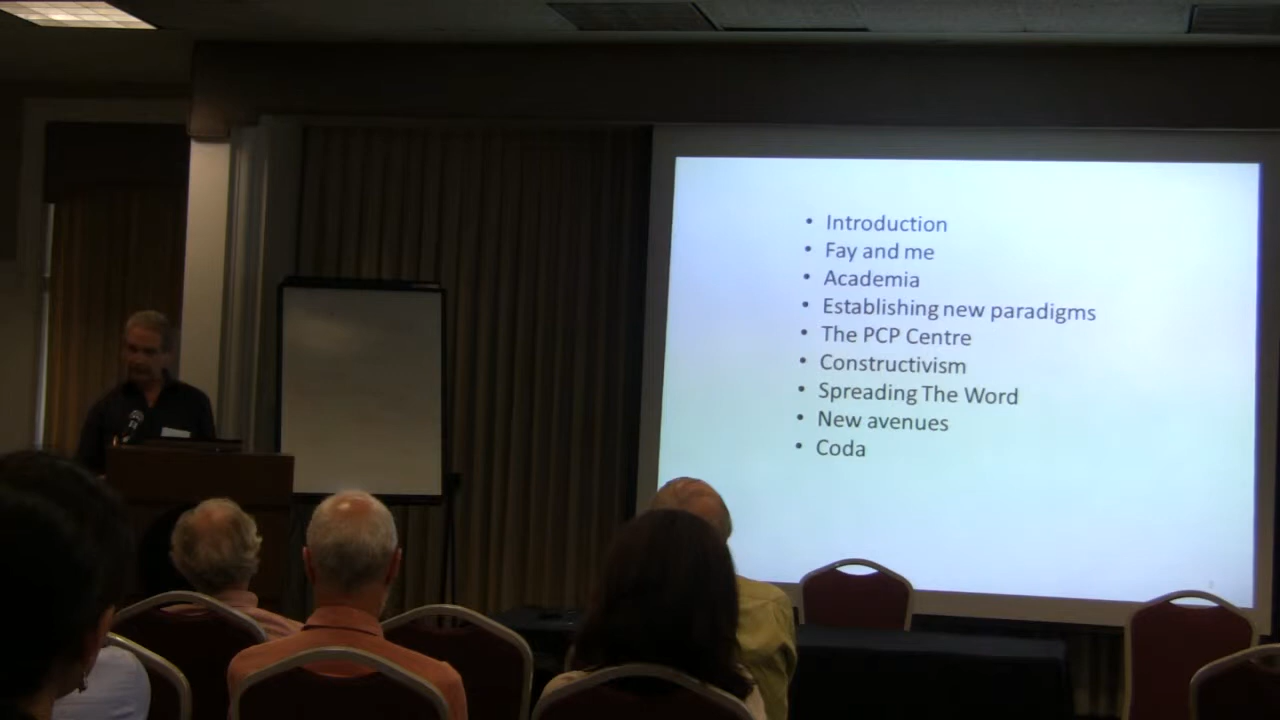 • Introduction
• Fay and me
• Academia
• Establishing new paradigms
• The PCP Centre
• Constructivism
• Spreading The Word
• New avenues
• Coda